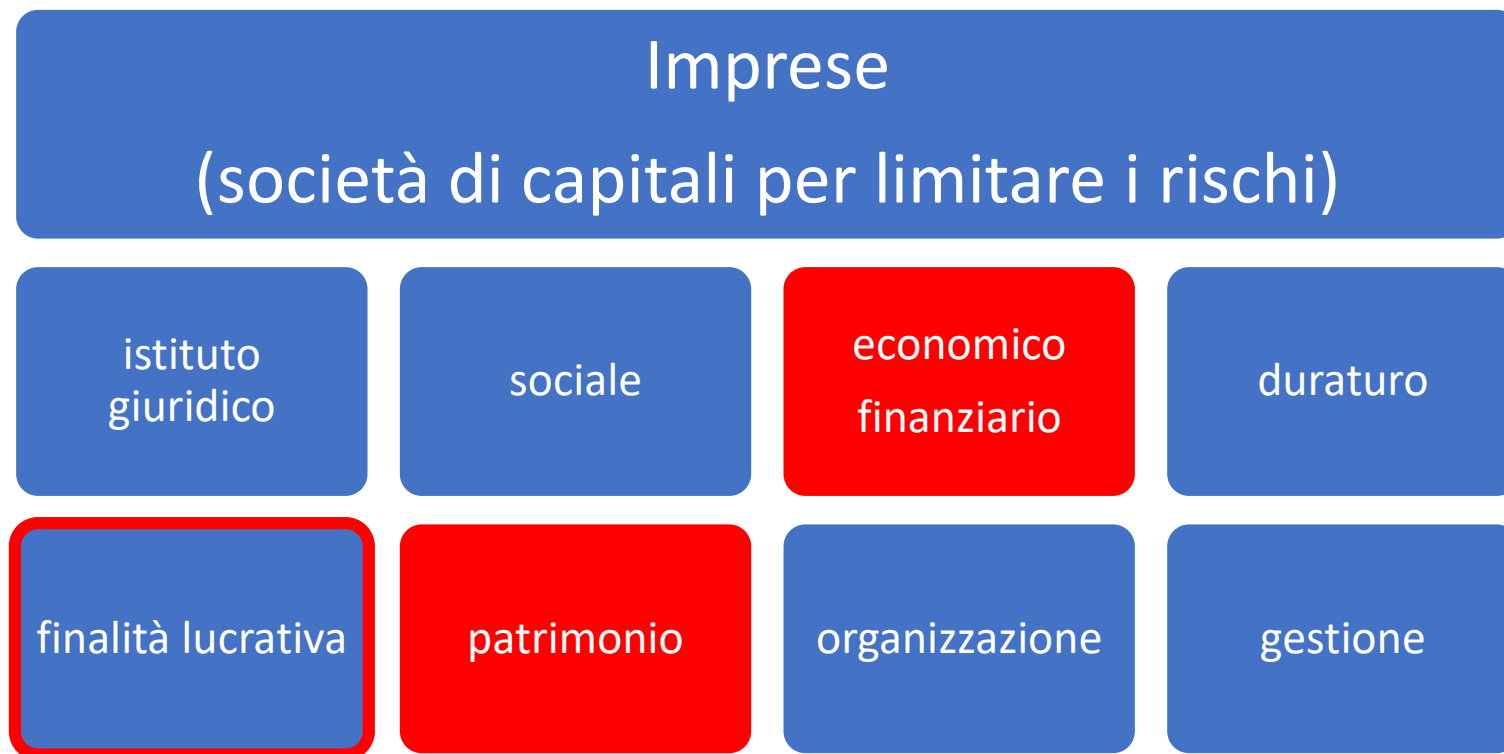 Imprese
(società di capitali per limitare i rischi)
istituto
giuridico
sociale
economico
finanziario
duraturo
finalità lucrativa
patrimonio
organizzazione
gestione